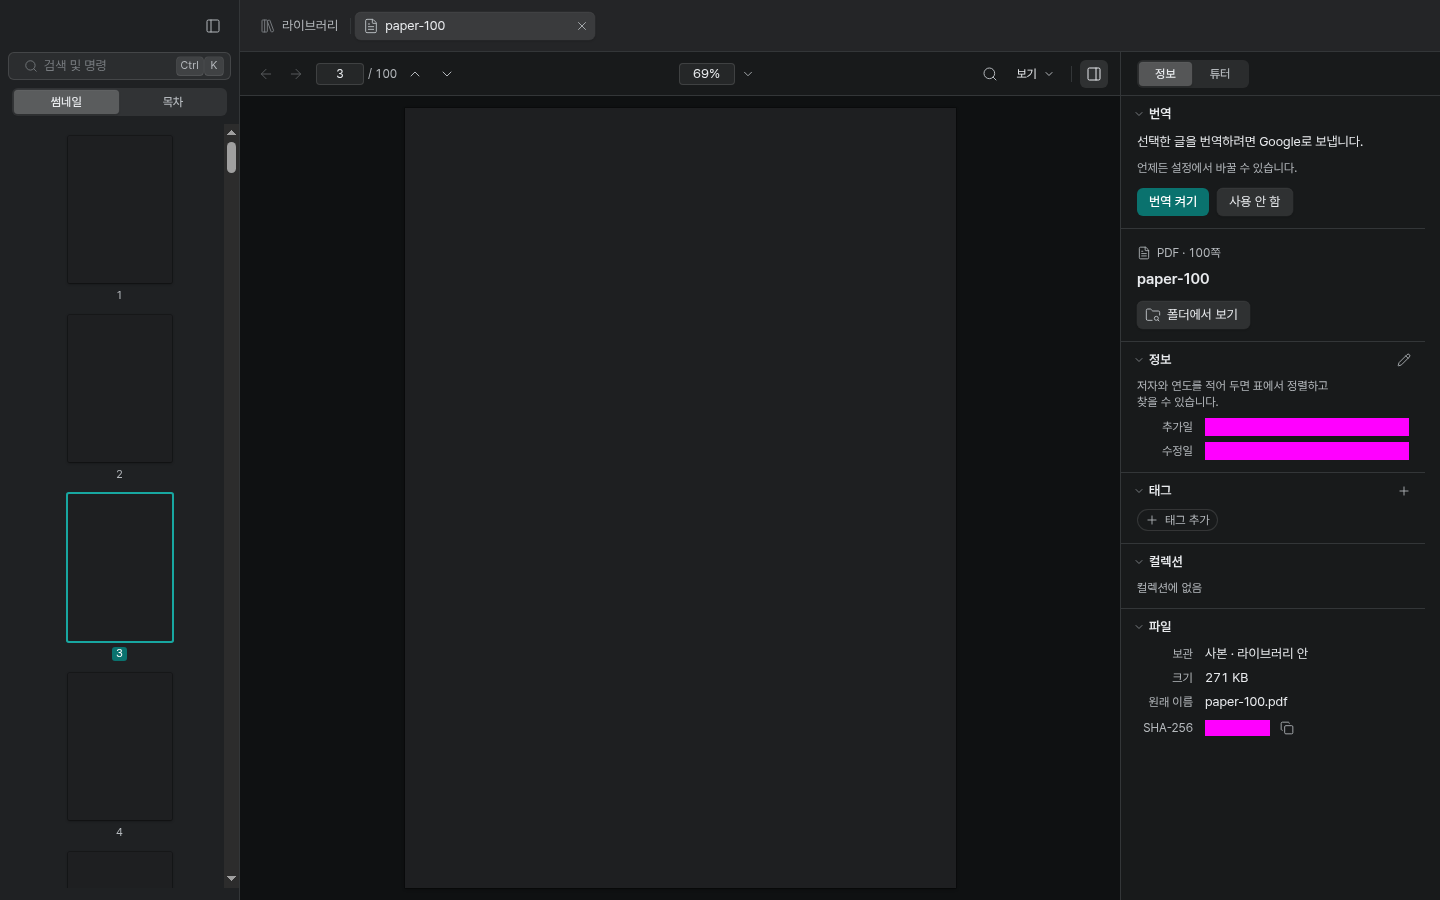 라이브러리
paper-100
검색 및 명령
Ctrl K
3 / 100
69%
보기
정보
튜터
썸네일
목차
1
2
3
4
번역
선택한 글을 번역하려면 Google로 보냅니다.
언제든 설정에서 바꿀 수 있습니다.
번역 켜기
사용 안 함
PDF · 100쪽
paper-100
폴더에서 보기
정보
저자와 연도를 적어 두면 표에서 정렬하고
찾을 수 있습니다.
추가일
수정일
태그
태그 추가
컬렉션
컬렉션에 없음
파일
보관 사본 · 라이브러리 안
크기 271 KB
원래 이름 paper-100.pdf
SHA-256